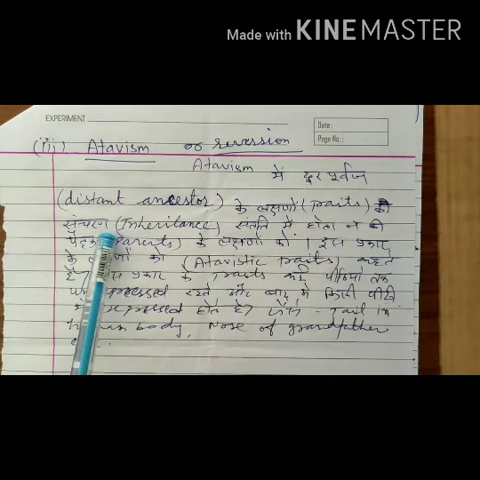 Made with KINEMASTER
EXPERIMENT
Date:
Page No.:
(iii) Atavism or reversion
Atavism में दूर पूर्वज
(distant ancestor) के लक्षणों (traits) का
संचरण (Inheritance) संतति में होता न की
(Parents) के लक्षणों को । इस प्रकार
के लक्षणों को (Atavistic traits) कहते
है। इस प्रकार के traits कई पीढियों तक
रहते और बाद में किसी पीढी
में expressed होते है। जैसे - Tail in
human body, Nose of grandfather